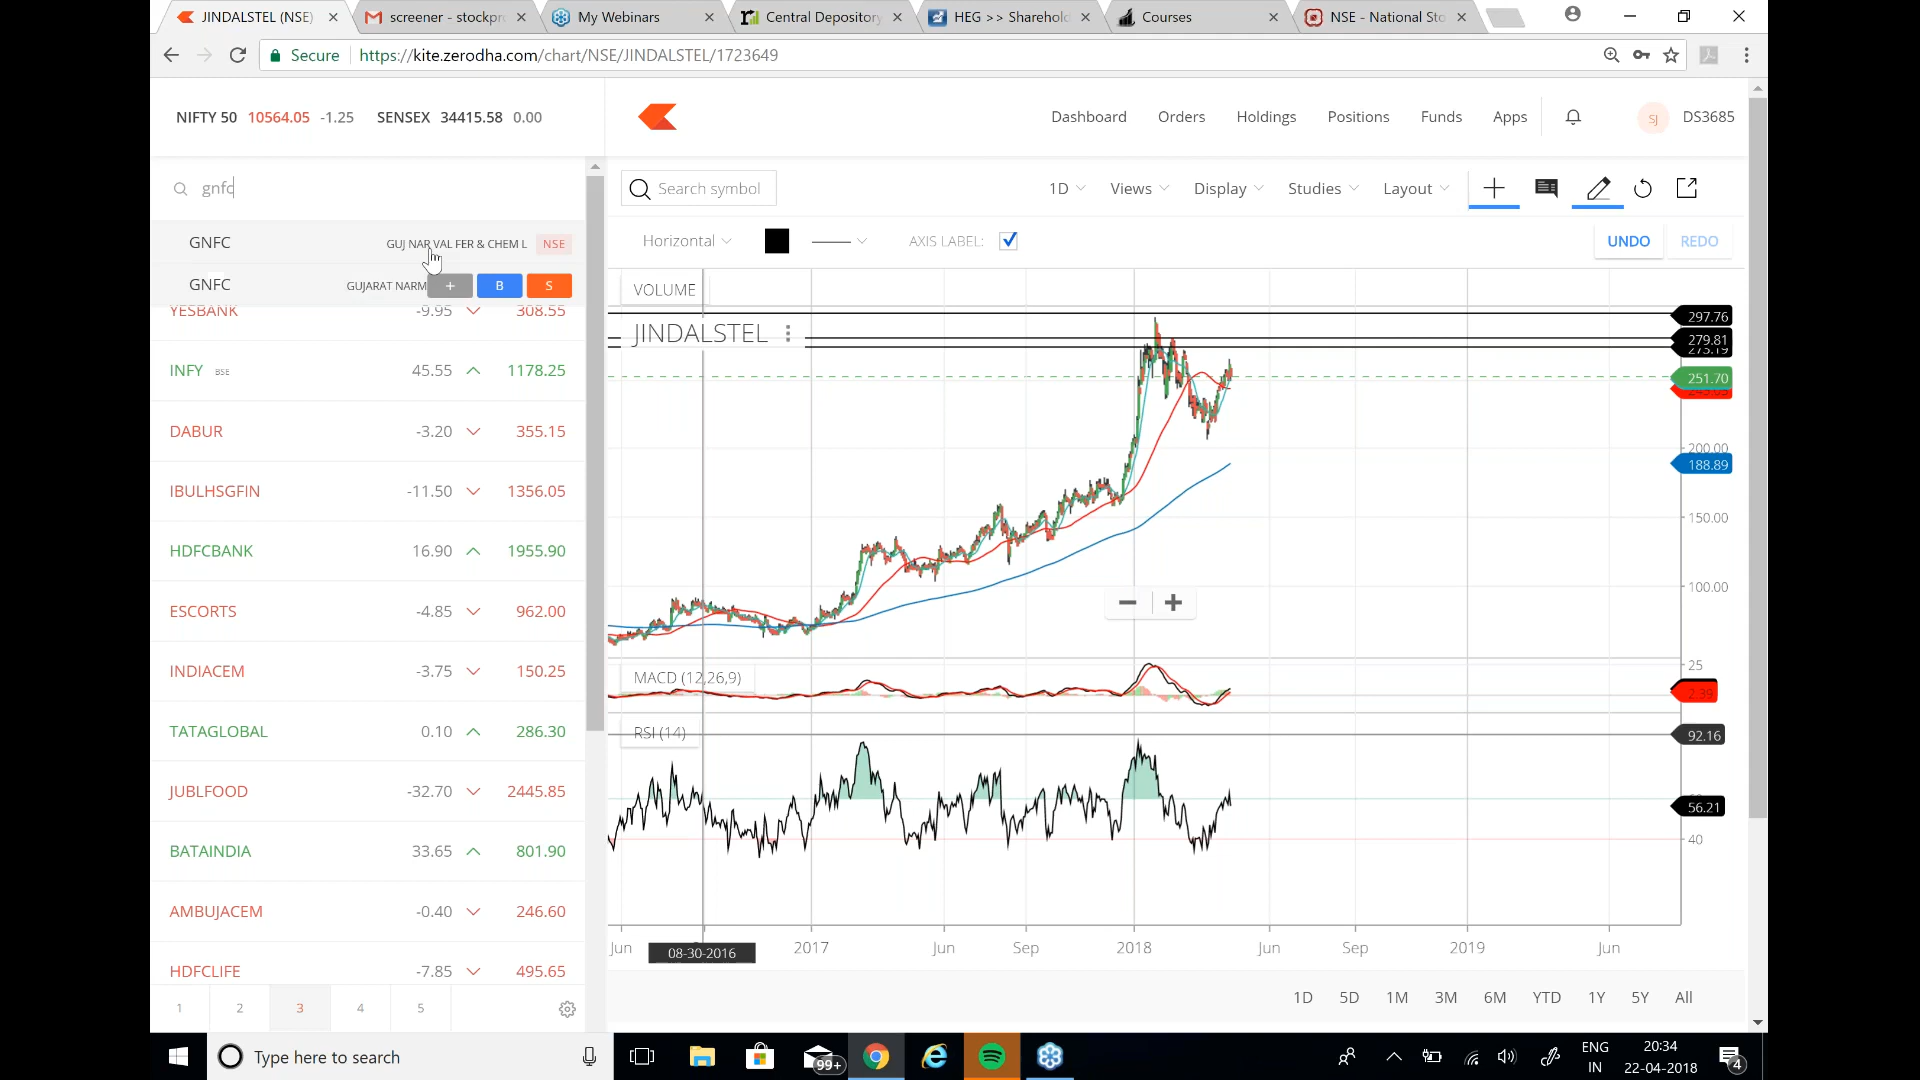 JINDALSTEL (NSE)
screener - stockpr
My Webinars
Central Depository
HEG >> Sharehol
Courses
NSE - National Sto
Secure
https://kite.zerodha.com/chart/NSE/JINDALSTEL/1723649
NIFTY 50 10564.05 -1.25 SENSEX 34415.58 0.00
Dashboard Orders Holdings Positions Funds Apps SJ DS3685
gnfc
Search symbol 1D Views Display Studies Layout
GNFC GUJ NAR VAL FER & CHEM L NSE
GNFC GUJARAT NARM + B S
Horizontal AXIS LABEL: UNDO REDO
YESBANK -9.95 308.55
INFY BSE 45.55 1178.25
DABUR -3.20 355.15
IBULHSGFIN -11.50 1356.05
HDFCBANK 16.90 1955.90
ESCORTS -4.85 962.00
INDIACEM -3.75 150.25
TATAGLOBAL 0.10 286.30
JUBLFOOD -32.70 2445.85
BATAINDIA 33.65 801.90
AMBUJACEM -0.40 246.60
HDFCLIFE -7.85 495.65
1 2 3 4 5
VOLUME
JINDALSTEL
297.76
279.81
251.70
200.00
188.89
150.00
100.00
MACD (12,26,9)
25
2.39
RSI (14)
92.16
56.21
40
Jun 08-30-2016 2017 Jun Sep 2018 Jun Sep 2019 Jun
1D 5D 1M 3M 6M YTD 1Y 5Y All
Type here to search
99+
ENG
IN
20:34
22-04-2018
4